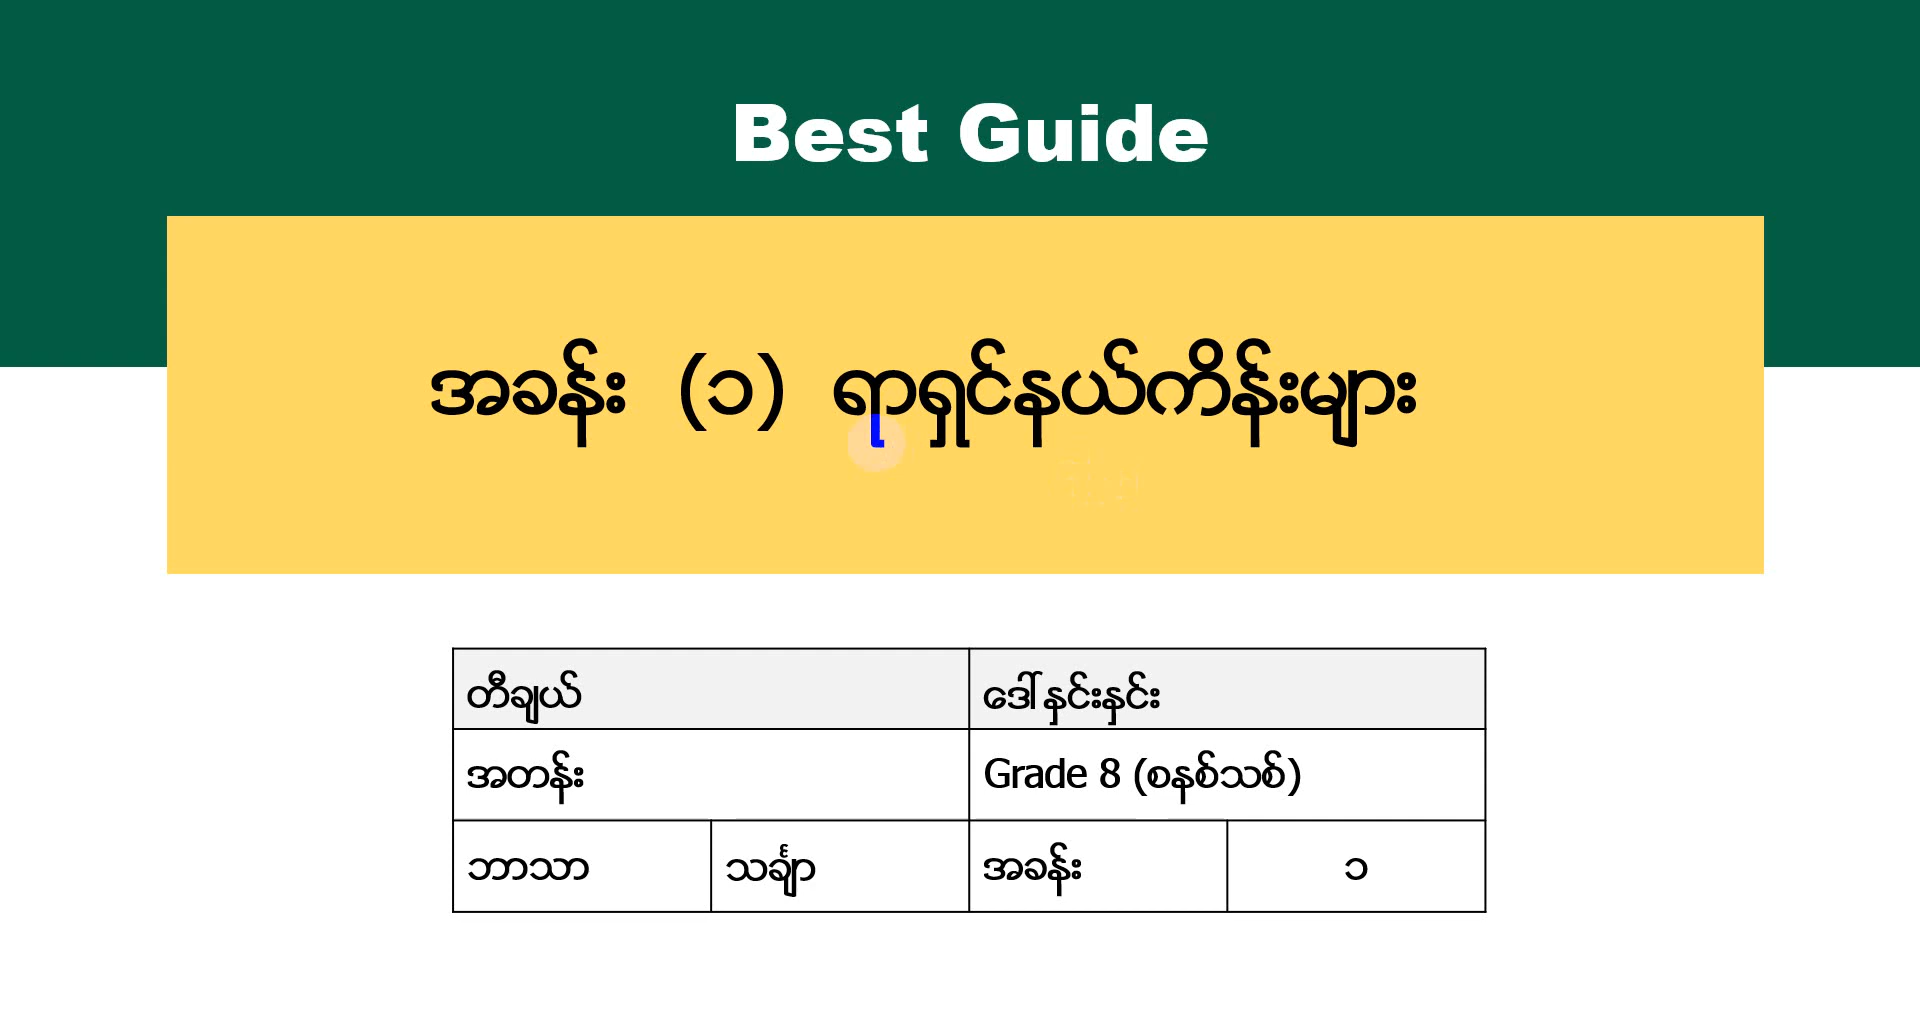 Best Guide
အခန်း (၁) ရာရှင်နယ်ကိန်းများ
တီချယ် ဒေါ်နှင်းနှင်း
အတန်း Grade 8 (စနစ်သစ်)
ဘာသာ သင်္ချာ အခန်း ၁